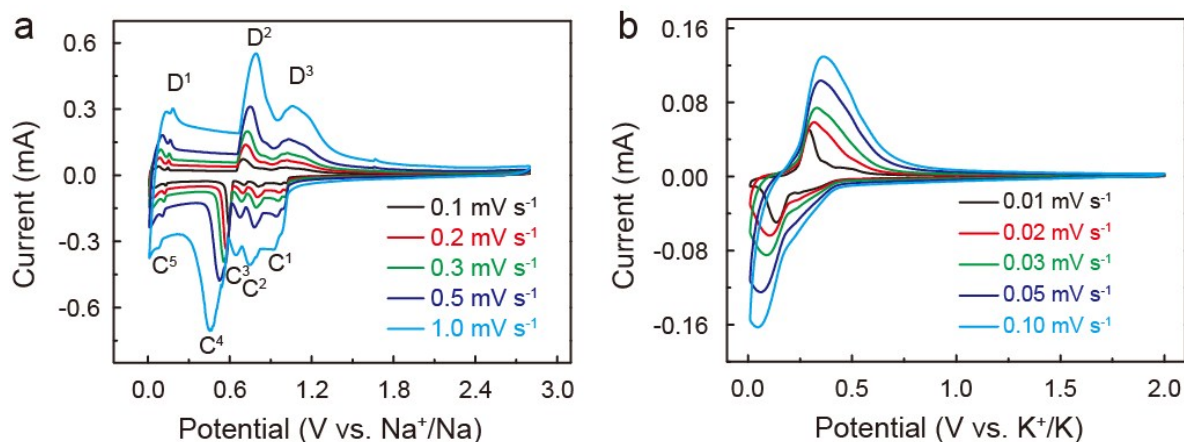 a
D¹
D²
D³
C¹
C²
C³
C⁴
C⁵
0.6
0.3
0.0
-0.3
-0.6
Current (mA)
0.1 mV s⁻¹
0.2 mV s⁻¹
0.3 mV s⁻¹
0.5 mV s⁻¹
1.0 mV s⁻¹
0.0 0.6 1.2 1.8 2.4 3.0
Potential (V vs. Na⁺/Na)
b
0.16
0.08
0.00
-0.08
-0.16
Current (mA)
0.01 mV s⁻¹
0.02 mV s⁻¹
0.03 mV s⁻¹
0.05 mV s⁻¹
0.10 mV s⁻¹
0.0 0.5 1.0 1.5 2.0
Potential (V vs. K⁺/K)